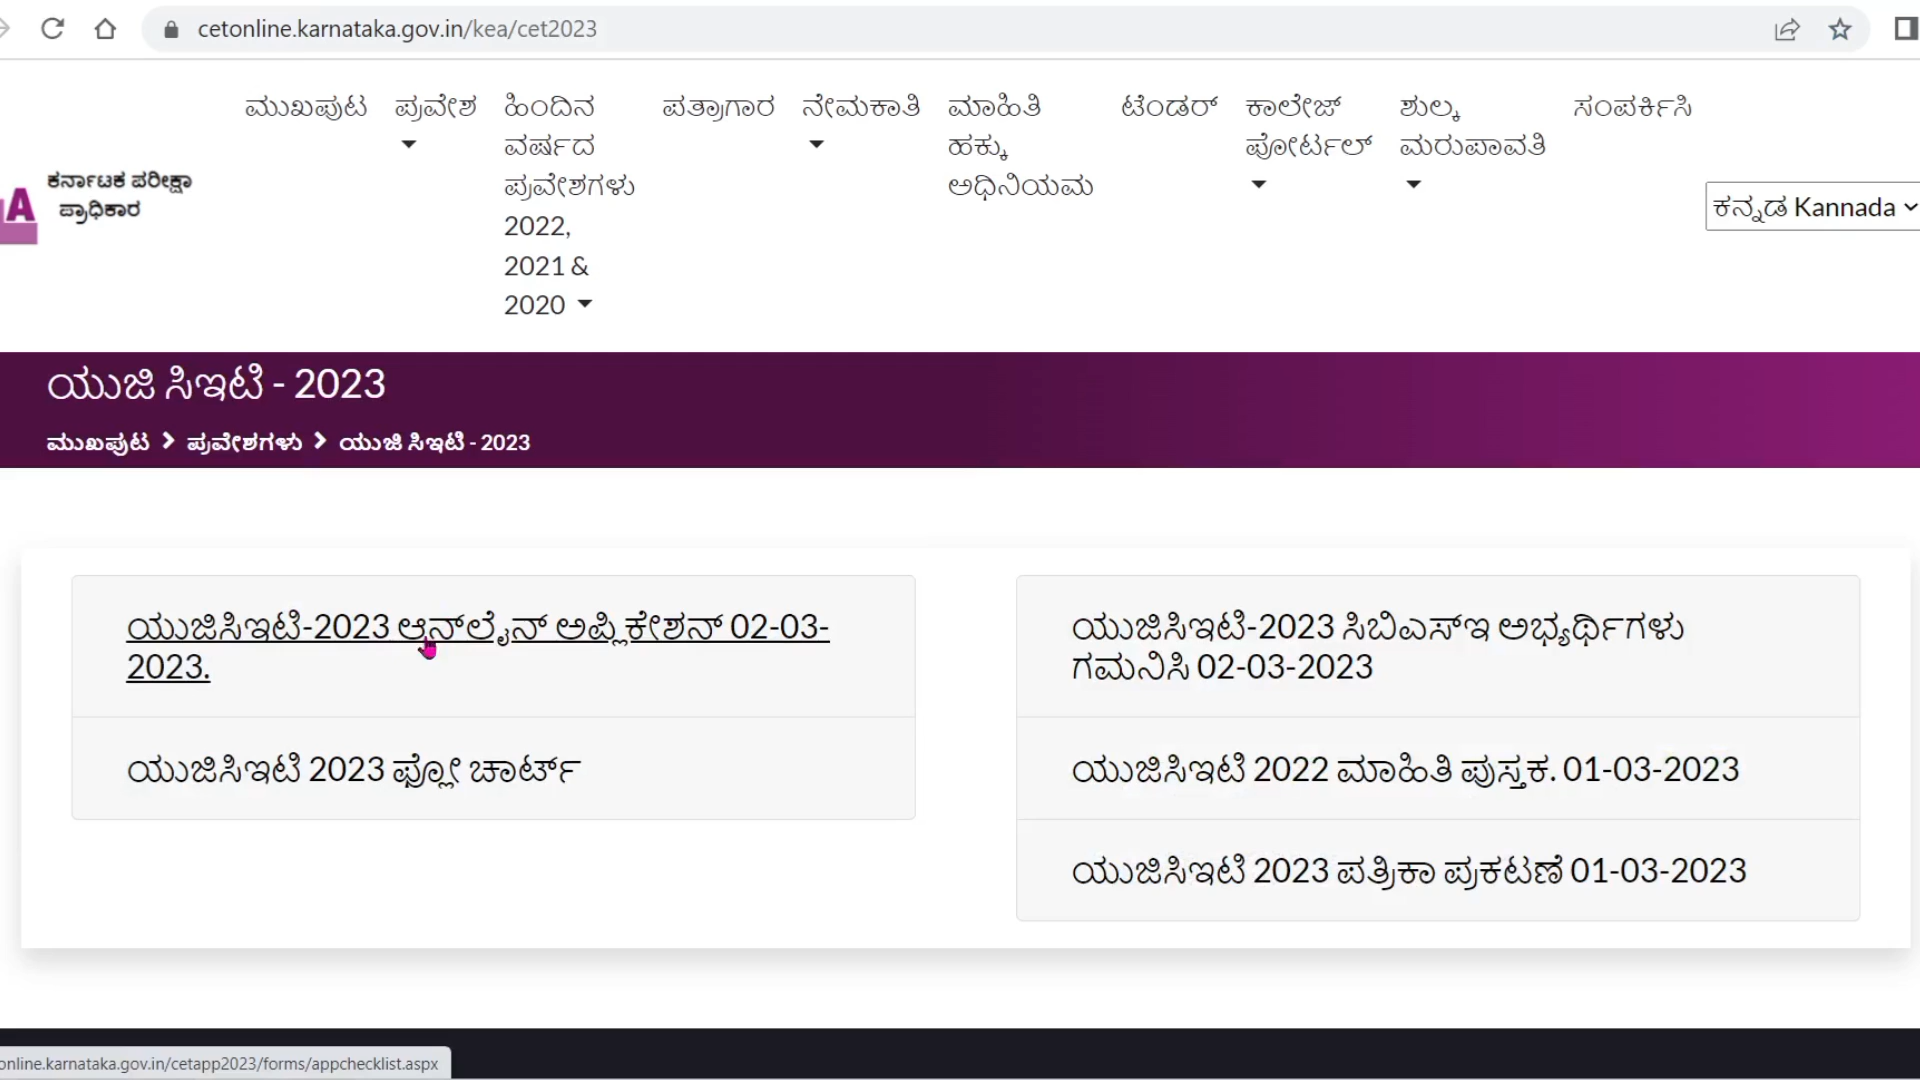 cetonline.karnataka.gov.in/kea/cet2023
ಮುಖಪುಟ
ಪ್ರವೇಶ
ಹಿಂದಿನ
ವರ್ಷದ
ಪ್ರವೇಶಗಳು
2022,
2021 &
2020
ಪತ್ರಾಗಾರ
ನೇಮಕಾತಿ
ಮಾಹಿತಿ
ಹಕ್ಕು
ಅಧಿನಿಯಮ
ಟೆಂಡರ್
ಕಾಲೇಜ್
ಪೋರ್ಟಲ್
ಶುಲ್ಕ
ಮರುಪಾವತಿ
ಸಂಪರ್ಕಿಸಿ
A
ಕರ್ನಾಟಕ ಪರೀಕ್ಷಾ
ಪ್ರಾಧಿಕಾರ
ಕನ್ನಡ Kannada
ಯುಜಿ ಸಿಇಟಿ - 2023
ಮುಖಪುಟ > ಪ್ರವೇಶಗಳು > ಯುಜಿ ಸಿಇಟಿ - 2023
ಯುಜಿಸಿಇಟಿ-2023 ಆನ್‌ಲೈನ್ ಅಪ್ಲಿಕೇಶನ್ 02-03-
2023.
ಯುಜಿಸಿಇಟಿ 2023 ಫ್ಲೋ ಚಾರ್ಟ್
ಯುಜಿಸಿಇಟಿ-2023 ಸಿಬಿಎಸ್ಇ ಅಭ್ಯರ್ಥಿಗಳು
ಗಮನಿಸಿ 02-03-2023
ಯುಜಿಸಿಇಟಿ 2022 ಮಾಹಿತಿ ಪುಸ್ತಕ. 01-03-2023
ಯುಜಿಸಿಇಟಿ 2023 ಪತ್ರಿಕಾ ಪ್ರಕಟಣೆ 01-03-2023
online.karnataka.gov.in/cetapp2023/forms/appchecklist.aspx